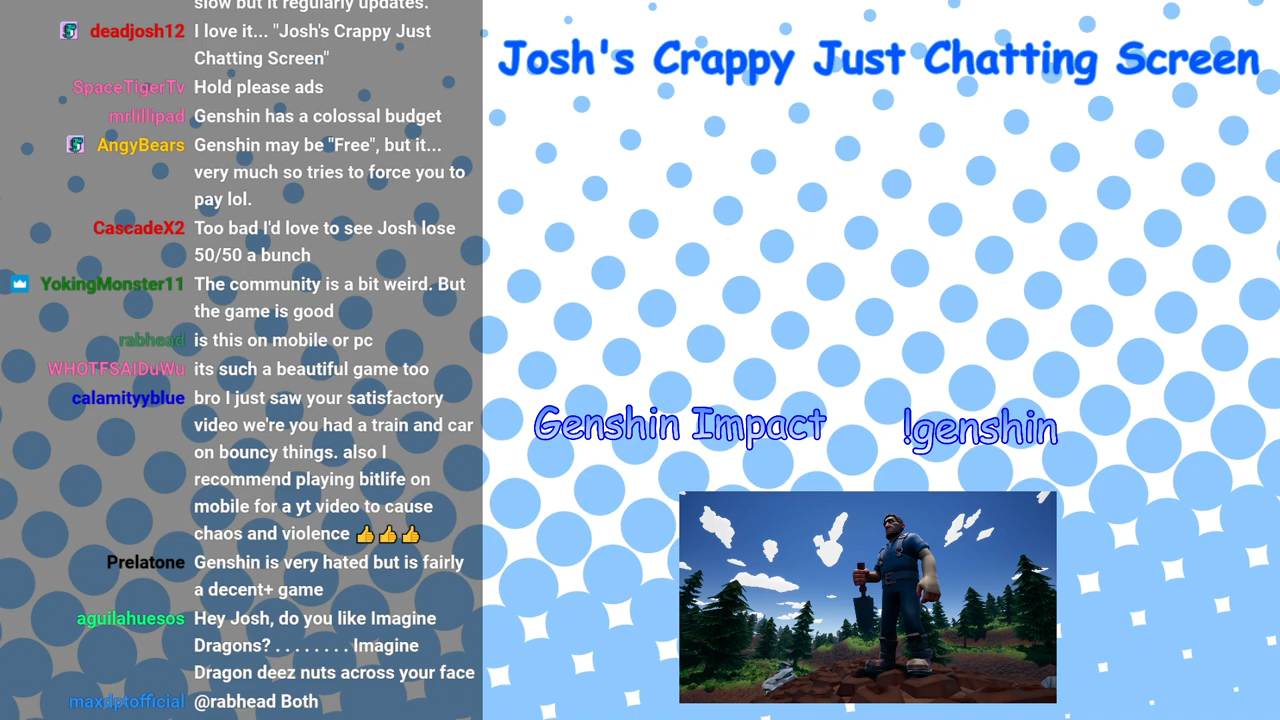 slow but it regularly updates.
deadjosh12 I love it... "Josh's Crappy Just
Chatting Screen"
SpaceTigerTv Hold please ads
mrlillipad Genshin has a colossal budget
AngyBears Genshin may be "Free", but it...
very much so tries to force you to
pay lol.
CascadeX2 Too bad I'd love to see Josh lose
50/50 a bunch
YokingMonster11 The community is a bit weird. But
the game is good
rabhead is this on mobile or pc
WHOTFSAIDuWu its such a beautiful game too
calamityyblue bro I just saw your satisfactory
video we're you had a train and car
on bouncy things. also I
recommend playing bitlife on
mobile for a yt video to cause
chaos and violence 👍👍👍
Prelatone Genshin is very hated but is fairly
a decent+ game
aguilahuesos Hey Josh, do you like Imagine
Dragons? . . . . . . . . Imagine
Dragon deez nuts across your face
maxdptofficial @rabhead Both
Josh's Crappy Just Chatting Screen
Genshin Impact !genshin